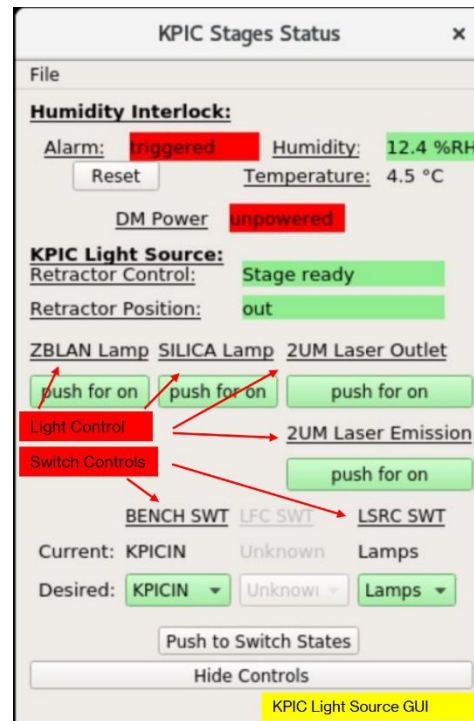 KPIC Stages Status ×
File
Humidity Interlock:
Alarm: triggered Humidity: 12.4 %RH
Reset Temperature: 4.5 °C
DM Power unpowered
KPIC Light Source:
Retractor Control: Stage ready
Retractor Position: out
ZBLAN Lamp SILICA Lamp 2UM Laser Outlet
push for on push for on push for on
Light Control
2UM Laser Emission
Switch Controls
push for on
BENCH SWT LFC SWT LSRC SWT
Current: KPICIN Unknown Lamps
Desired: KPICIN Unknow Lamps
Push to Switch States
Hide Controls
KPIC Light Source GUI